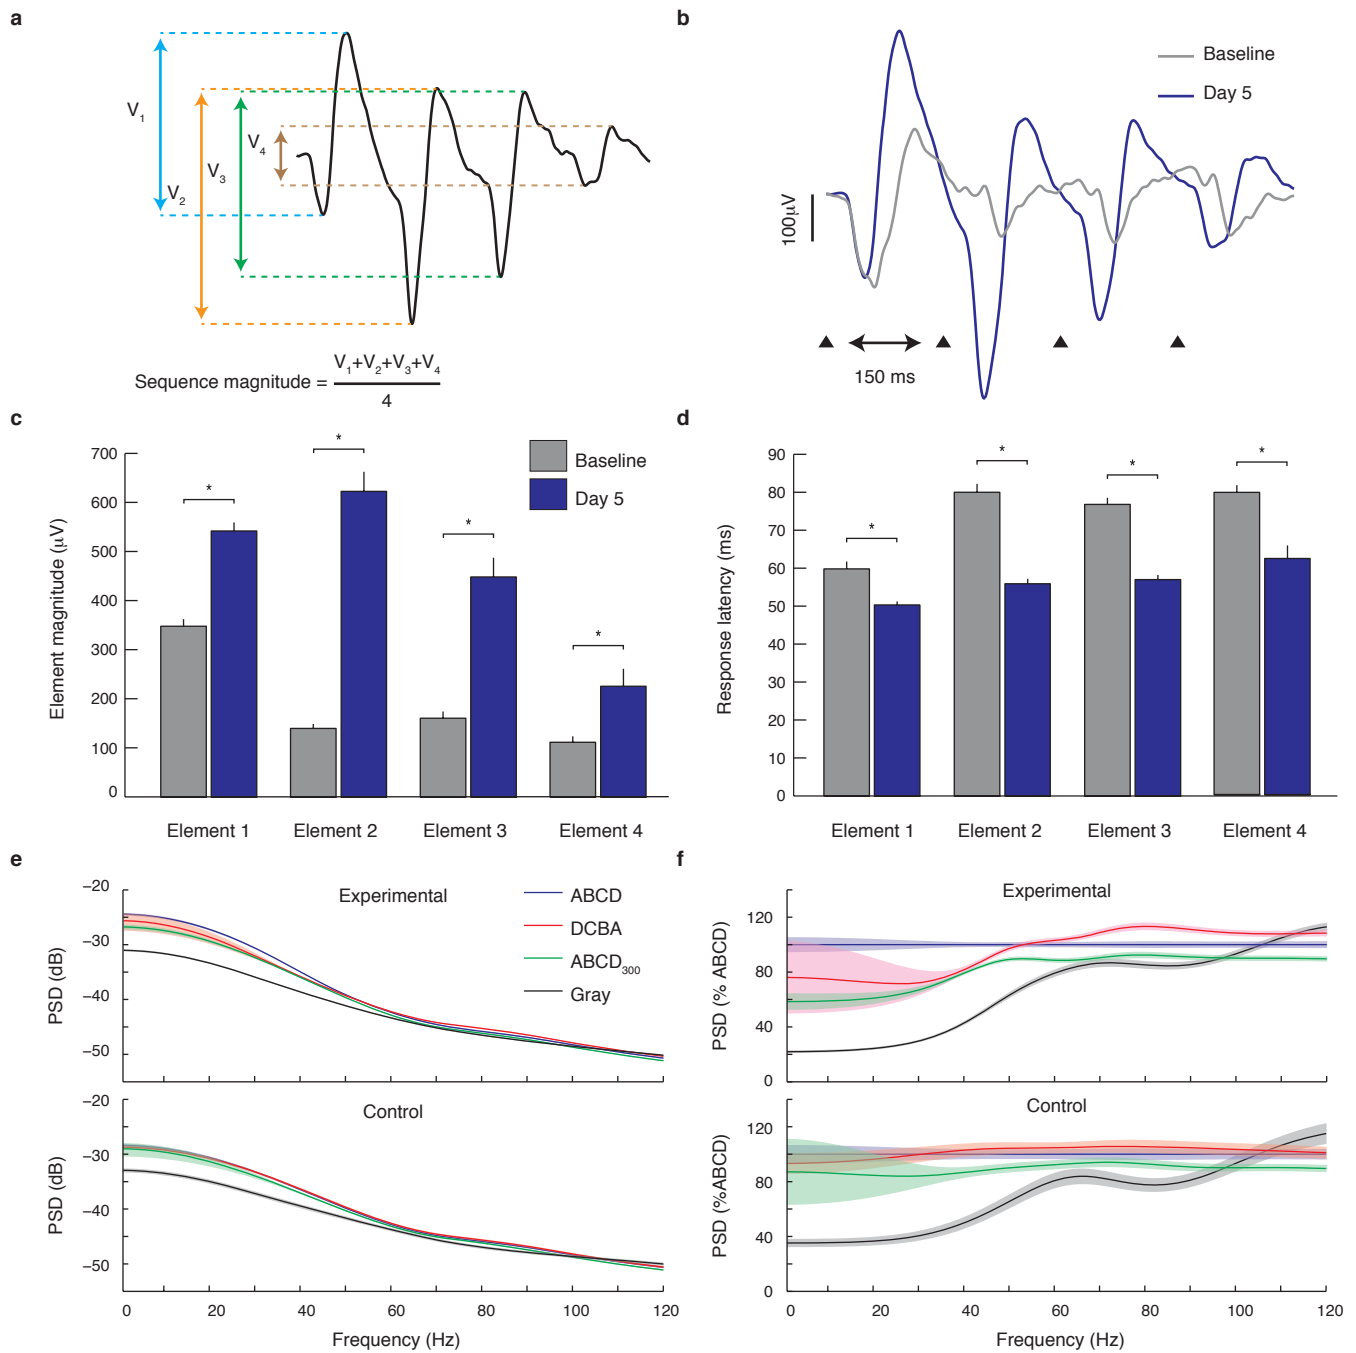 a
V1
V2
V3
V4
Sequence magnitude = V1+V2+V3+V4
4
b
Baseline
Day 5
100μV
150 ms
c
Element magnitude (μV)
700
600
500
400
300
200
100
0
*
*
*
*
Baseline
Day 5
Element 1
Element 2
Element 3
Element 4
d
Response latency (ms)
90
80
70
60
50
40
30
20
10
0
*
*
*
*
Element 1
Element 2
Element 3
Element 4
e
Experimental
PSD (dB)
−20
−30
−40
−50
ABCD
DCBA
ABCD300
Gray
Control
PSD (dB)
−20
−30
−40
−50
0
20
40
60
80
100
120
Frequency (Hz)
f
Experimental
PSD (% ABCD)
120
80
40
0
Control
PSD (%ABCD)
120
80
40
0
0
20
40
60
80
100
120
Frequency (Hz)